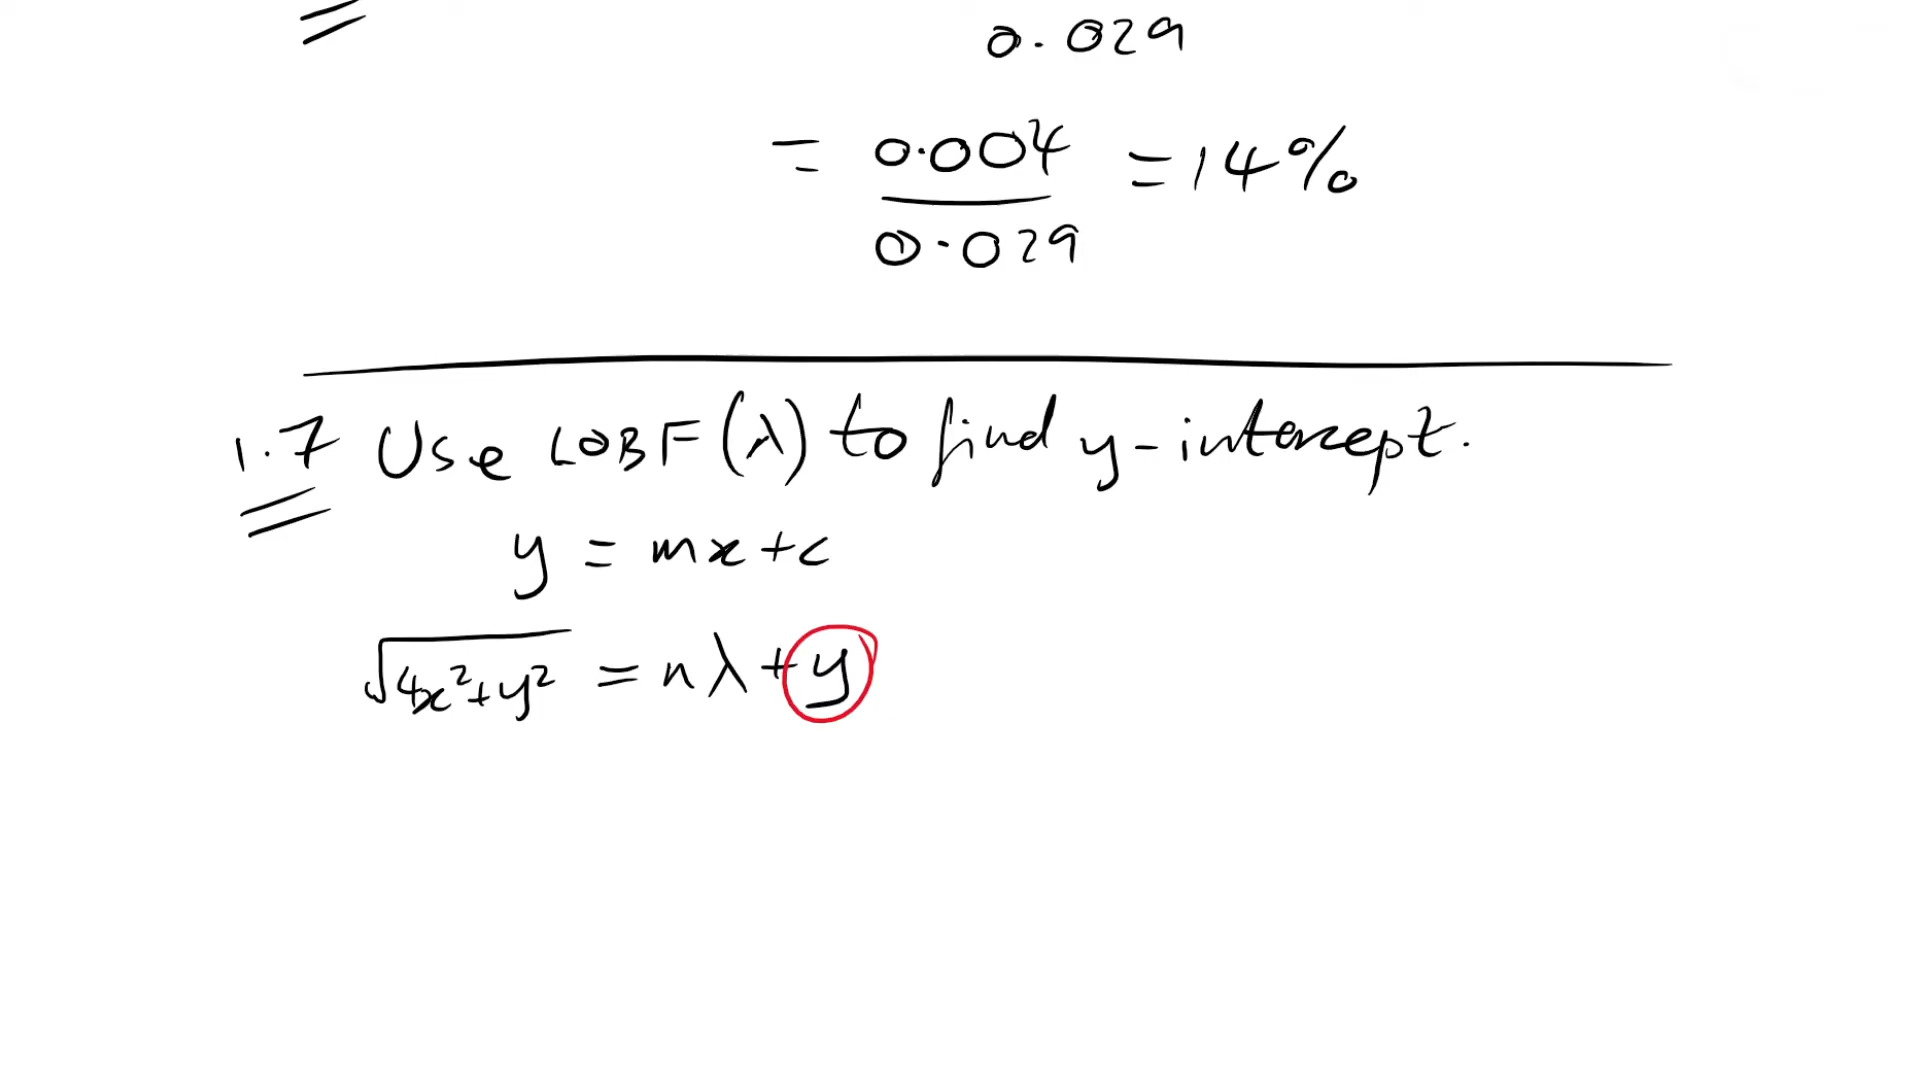 0.029
= 0.004 / 0.029 = 14%
1.7 Use LOBF (λ) to find y-intercept.
y = mx + c
√(4x²+y²) = nλ + y